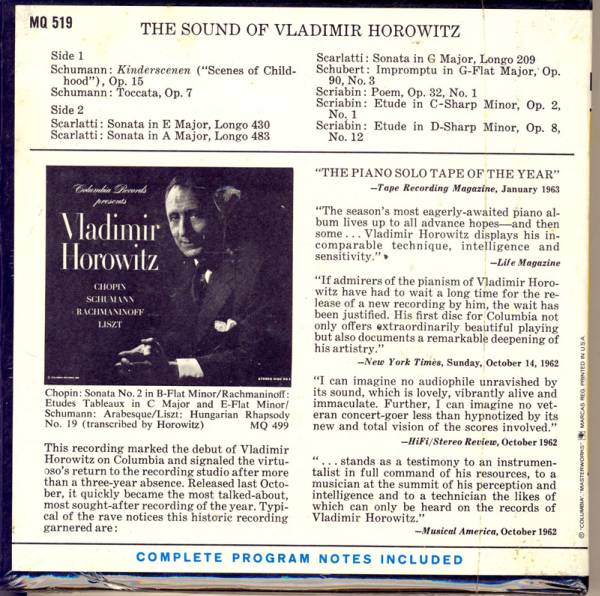 MQ 519
THE SOUND OF VLADIMIR HOROWITZ
Side 1
Schumann: Kinderscenen ("Scenes of Child-
hood"), Op. 15
Schumann: Toccata, Op. 7
Side 2
Scarlatti: Sonata in E Major, Longo 430
Scarlatti: Sonata in A Major, Longo 483
Scarlatti: Sonata in G Major, Longo 209
Schubert: Impromptu in G-Flat Major, Op.
90, No. 3
Scriabin: Poem, Op. 32, No. 1
Scriabin: Etude in C-Sharp Minor, Op. 2,
No. 1
Scriabin: Etude in D-Sharp Minor, Op. 8,
No. 12
Columbia Records
presents
Vladimir
Horowitz
CHOPIN
SCHUMANN
RACHMANINOFF
LISZT
Chopin: Sonata No. 2 in B-Flat Minor/Rachmaninoff:
Etudes Tableaux in C Major and E-Flat Minor/
Schumann: Arabesque/Liszt: Hungarian Rhapsody
No. 19 (transcribed by Horowitz) MQ 499
This recording marked the debut of Vladimir
Horowitz on Columbia and signaled the virtu-
oso's return to the recording studio after more
than a three-year absence. Released last Octo-
ber, it quickly became the most talked-about,
most sought-after recording of the year. Typi-
cal of the rave notices this historic recording
garnered are:
"THE PIANO SOLO TAPE OF THE YEAR"
—Tape Recording Magazine, January 1963
"The season's most eagerly-awaited piano al-
bum lives up to all advance hopes—and then
some... Vladimir Horowitz displays his in-
comparable technique, intelligence and
sensitivity."
—Life Magazine
"If admirers of the pianism of Vladimir Horo-
witz have had to wait a long time for the re-
lease of a new recording by him, the wait has
been justified. His first disc for Columbia not
only offers extraordinarily beautiful playing
but also documents a remarkable deepening of
his artistry."
—New York Times, Sunday, October 14, 1962
"I can imagine no audiophile unravished by
its sound, which is lovely, vibrantly alive and
immaculate. Further, I can imagine no vet-
eran concert-goer less than hypnotized by its
new and total vision of the scores involved."
—HiFi/Stereo Review, October 1962
"... stands as a testimony to an instrumen-
talist in full command of his resources, to a
musician at the summit of his perception and
intelligence and to a technician the likes of
which can only be heard on the records of
Vladimir Horowitz."
—Musical America, October 1962
© "COLUMBIA", "MASTERWORKS", MARCAS REG. PRINTED IN U.S.A.
COMPLETE PROGRAM NOTES INCLUDED